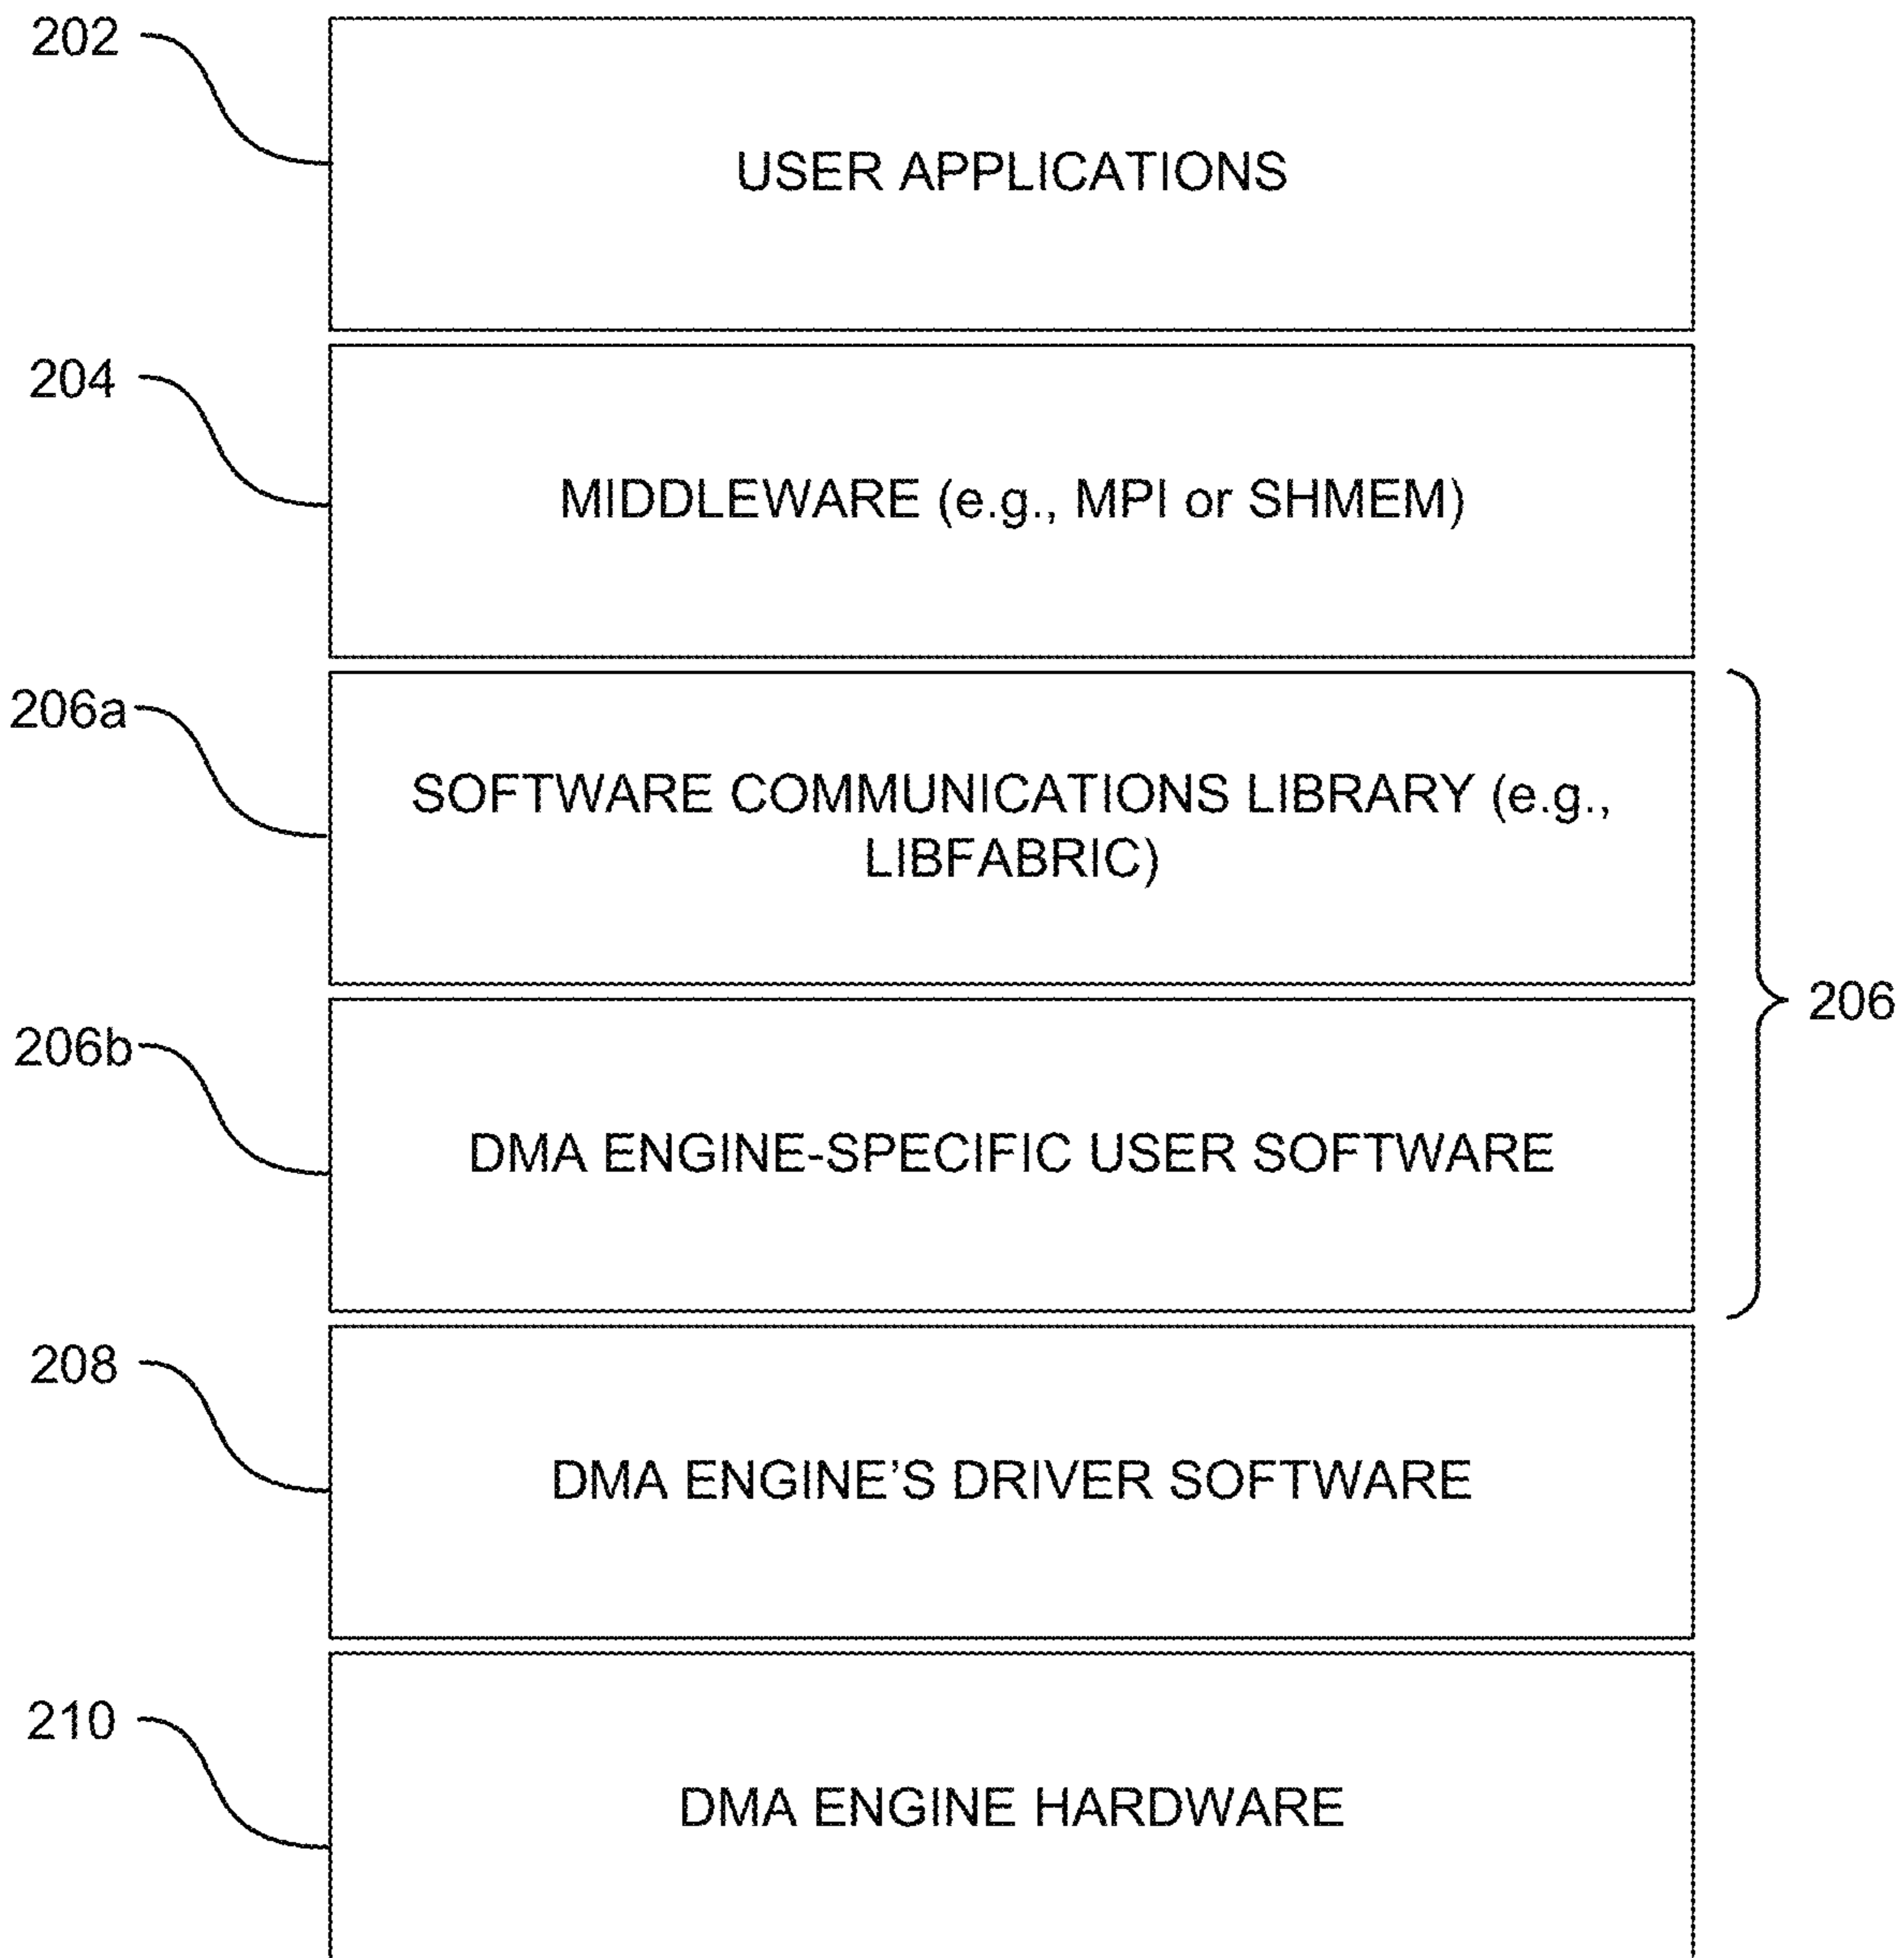 202
USER APPLICATIONS
204
MIDDLEWARE (e.g., MPI or SHMEM)
206a
SOFTWARE COMMUNICATIONS LIBRARY (e.g.,
LIBFABRIC)
206
206b
DMA ENGINE-SPECIFIC USER SOFTWARE
208
DMA ENGINE’S DRIVER SOFTWARE
210
DMA ENGINE HARDWARE